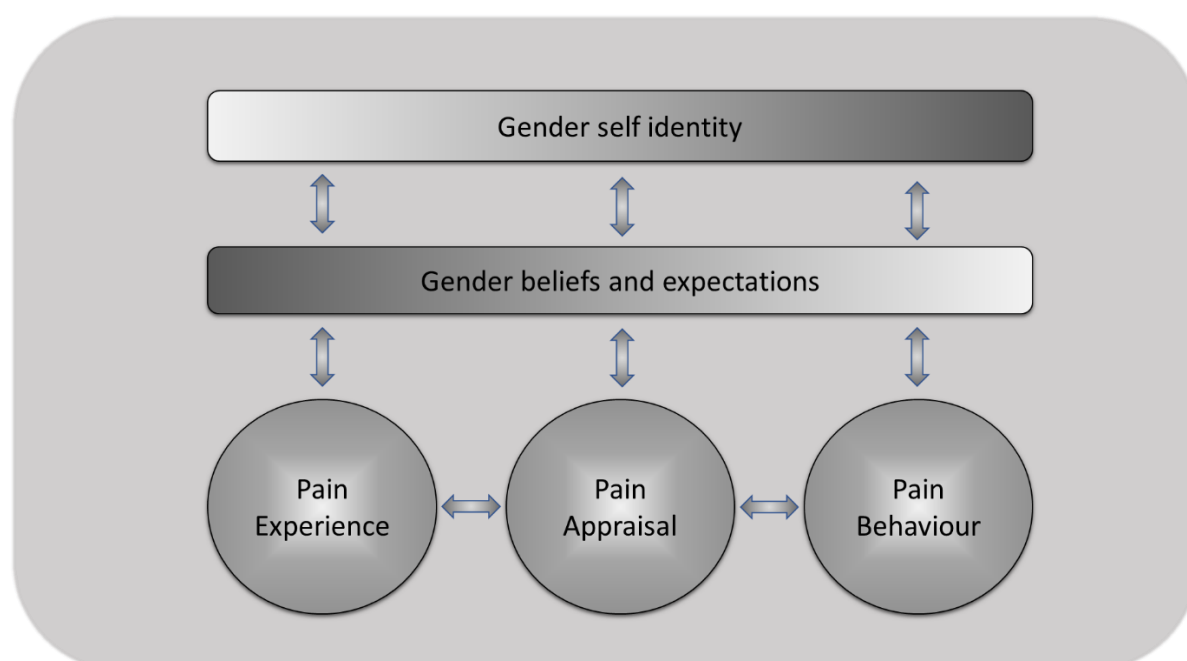 Gender self identity
Gender beliefs and expectations
Pain
Experience
Pain
Appraisal
Pain
Behaviour